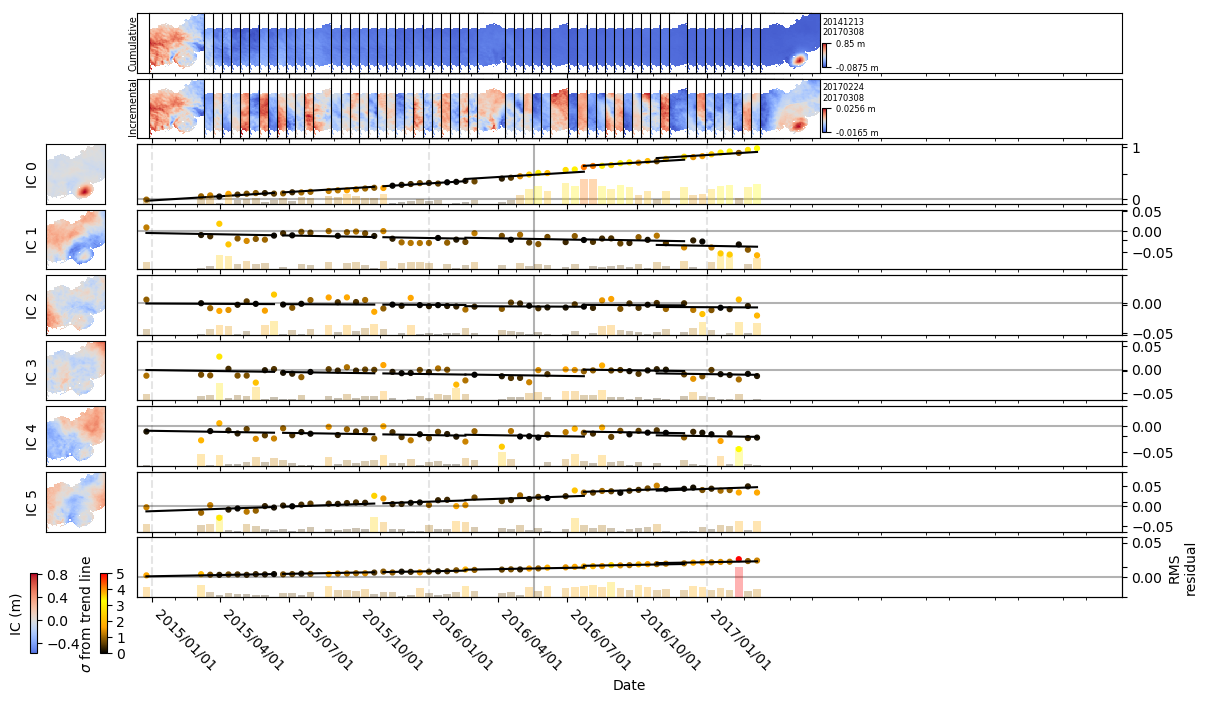 Cumulative
20141213
20170308
0.85 m
-0.0875 m
Incremental
20170224
20170308
0.0256 m
-0.0165 m
IC 0
1
0
IC 1
0.05
0.00
−0.05
IC 2
0.00
−0.05
IC 3
0.05
0.00
−0.05
IC 4
0.00
−0.05
IC 5
0.05
0.00
−0.05
0.05
0.00
RMS
residual
IC (m)
0.8
0.4
0.0
−0.4
σ from trend line
5
4
3
2
1
0
2015/01/01
2015/04/01
2015/07/01
2015/10/01
2016/01/01
2016/04/01
2016/07/01
2016/10/01
2017/01/01
Date